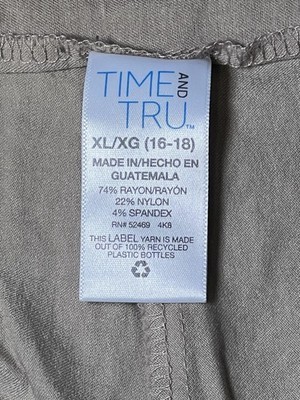 TIME AND
TRU™
XL/XG (16-18)
MADE IN/HECHO EN
GUATEMALA
74% RAYON/RAYÓN
22% NYLON
4% SPANDEX
RN# 52469 4K8
THIS LABEL YARN IS MADE
OUT OF 100% RECYCLED
PLASTIC BOTTLES